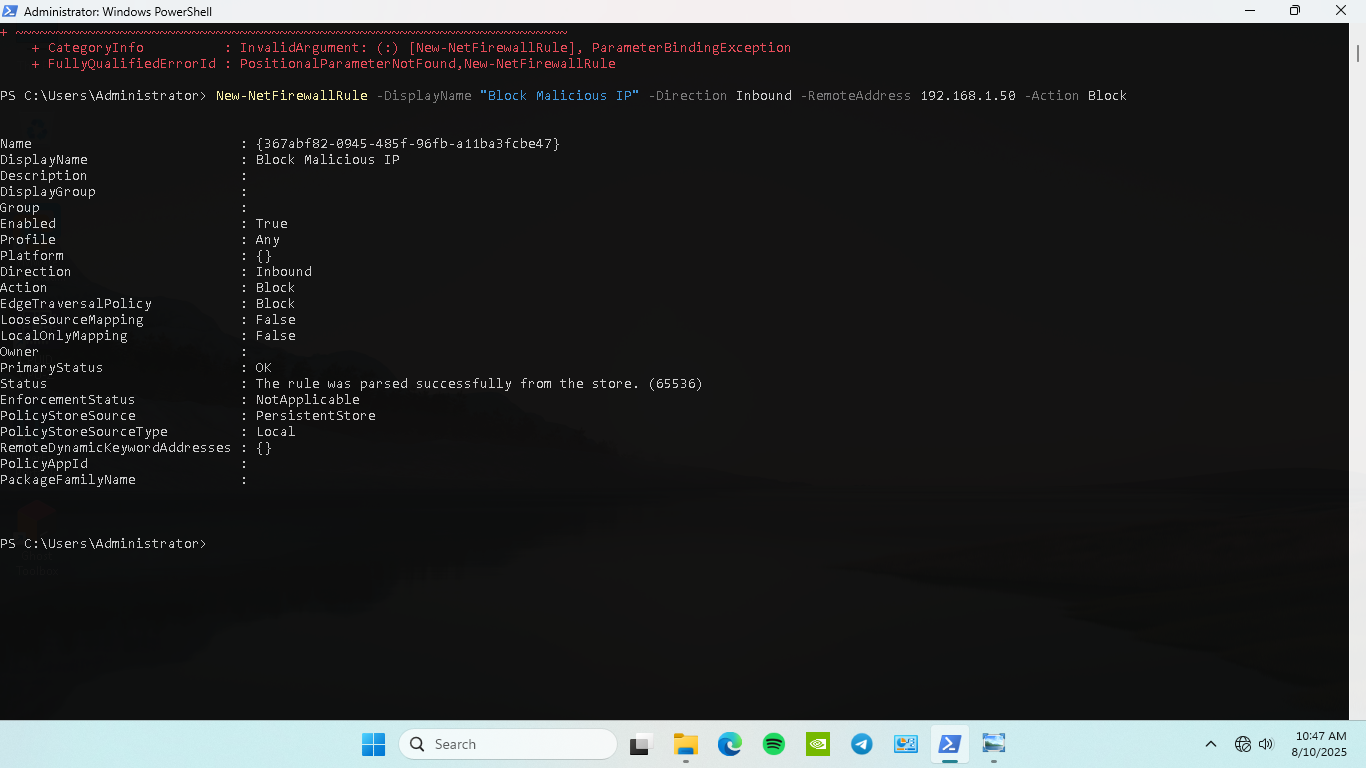 Administrator: Windows PowerShell
+ ~~~~~~~~~~~~~~~~~~~~~~~~~~~~~~~~~~~~~~~~~~~~~~~~~~~~~~~~~~~~~~~~~~~~~
+ CategoryInfo : InvalidArgument: (:) [New-NetFirewallRule], ParameterBindingException
+ FullyQualifiedErrorId : PositionalParameterNotFound,New-NetFirewallRule
PS C:\Users\Administrator> New-NetFirewallRule -DisplayName "Block Malicious IP" -Direction Inbound -RemoteAddress 192.168.1.50 -Action Block
Name : {367abf82-0945-485f-96fb-a11ba3fcbe47}
DisplayName : Block Malicious IP
Description :
DisplayGroup :
Group :
Enabled : True
Profile : Any
Platform : {}
Direction : Inbound
Action : Block
EdgeTraversalPolicy : Block
LooseSourceMapping : False
LocalOnlyMapping : False
Owner :
PrimaryStatus : OK
Status : The rule was parsed successfully from the store. (65536)
EnforcementStatus : NotApplicable
PolicyStoreSource : PersistentStore
PolicyStoreSourceType : Local
RemoteDynamicKeywordAddresses : {}
PolicyAppId :
PackageFamilyName :
PS C:\Users\Administrator>
Search
10:47 AM
8/10/2025